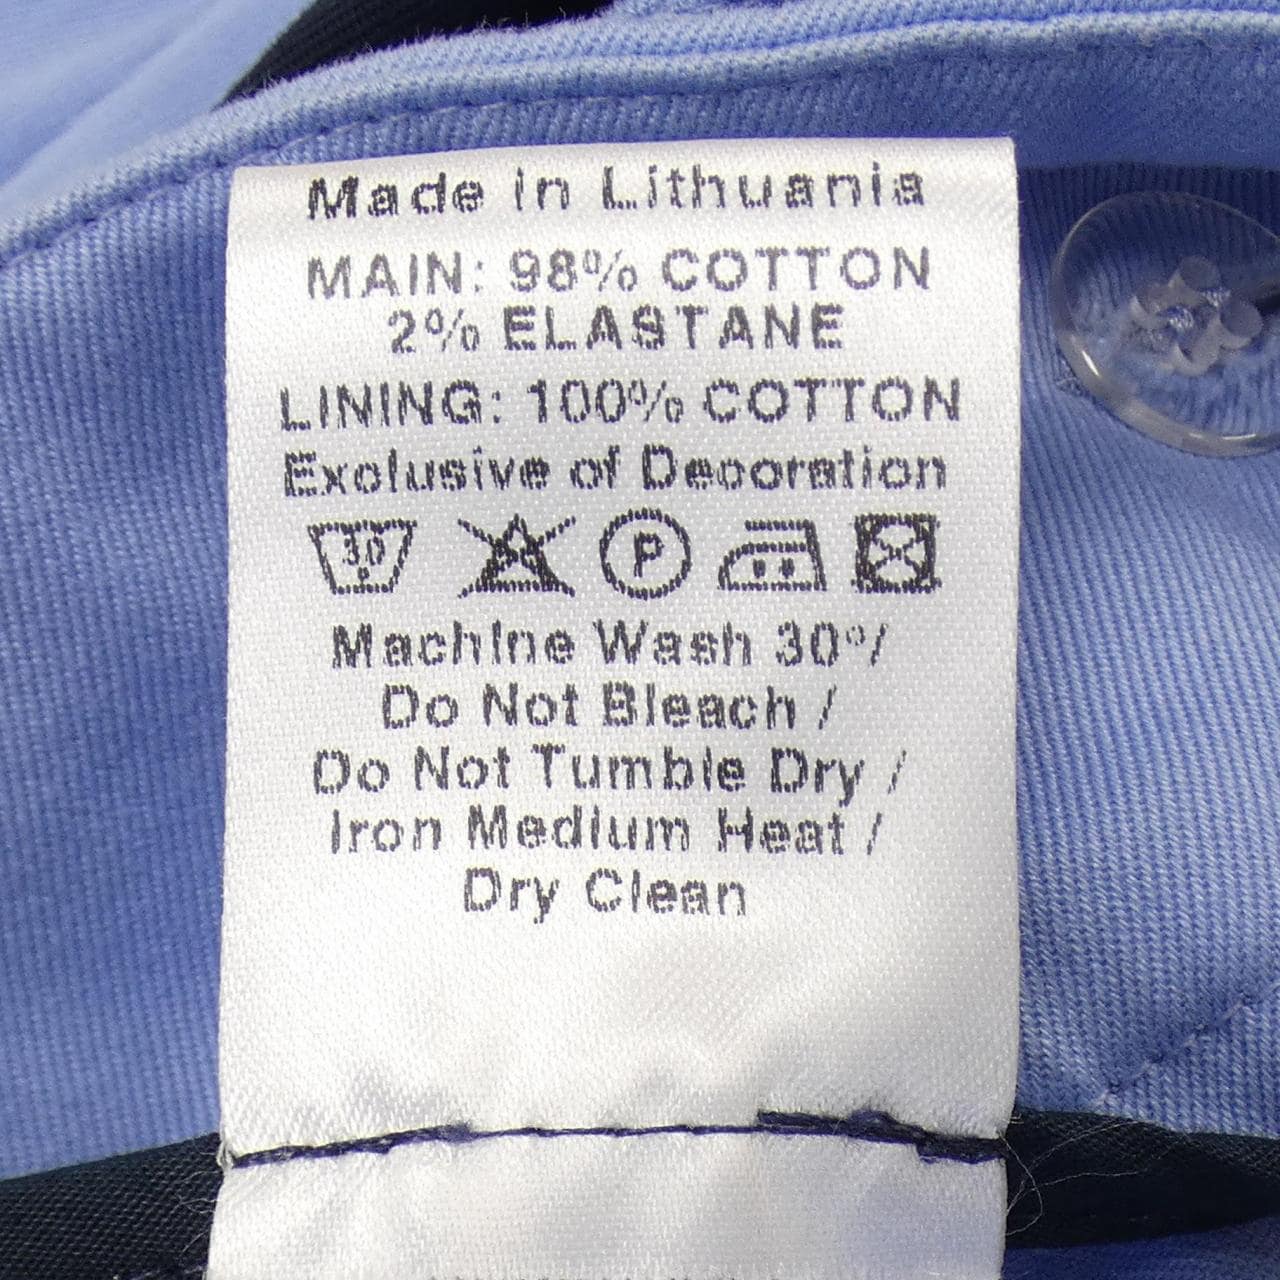 Made in Lithuania
MAIN: 98% COTTON
2% ELASTANE
LINING: 100% COTTON
Exclusive of Decoration
30 P
Machine Wash 30°/
Do Not Bleach /
Do Not Tumble Dry /
Iron Medium Heat /
Dry Clean